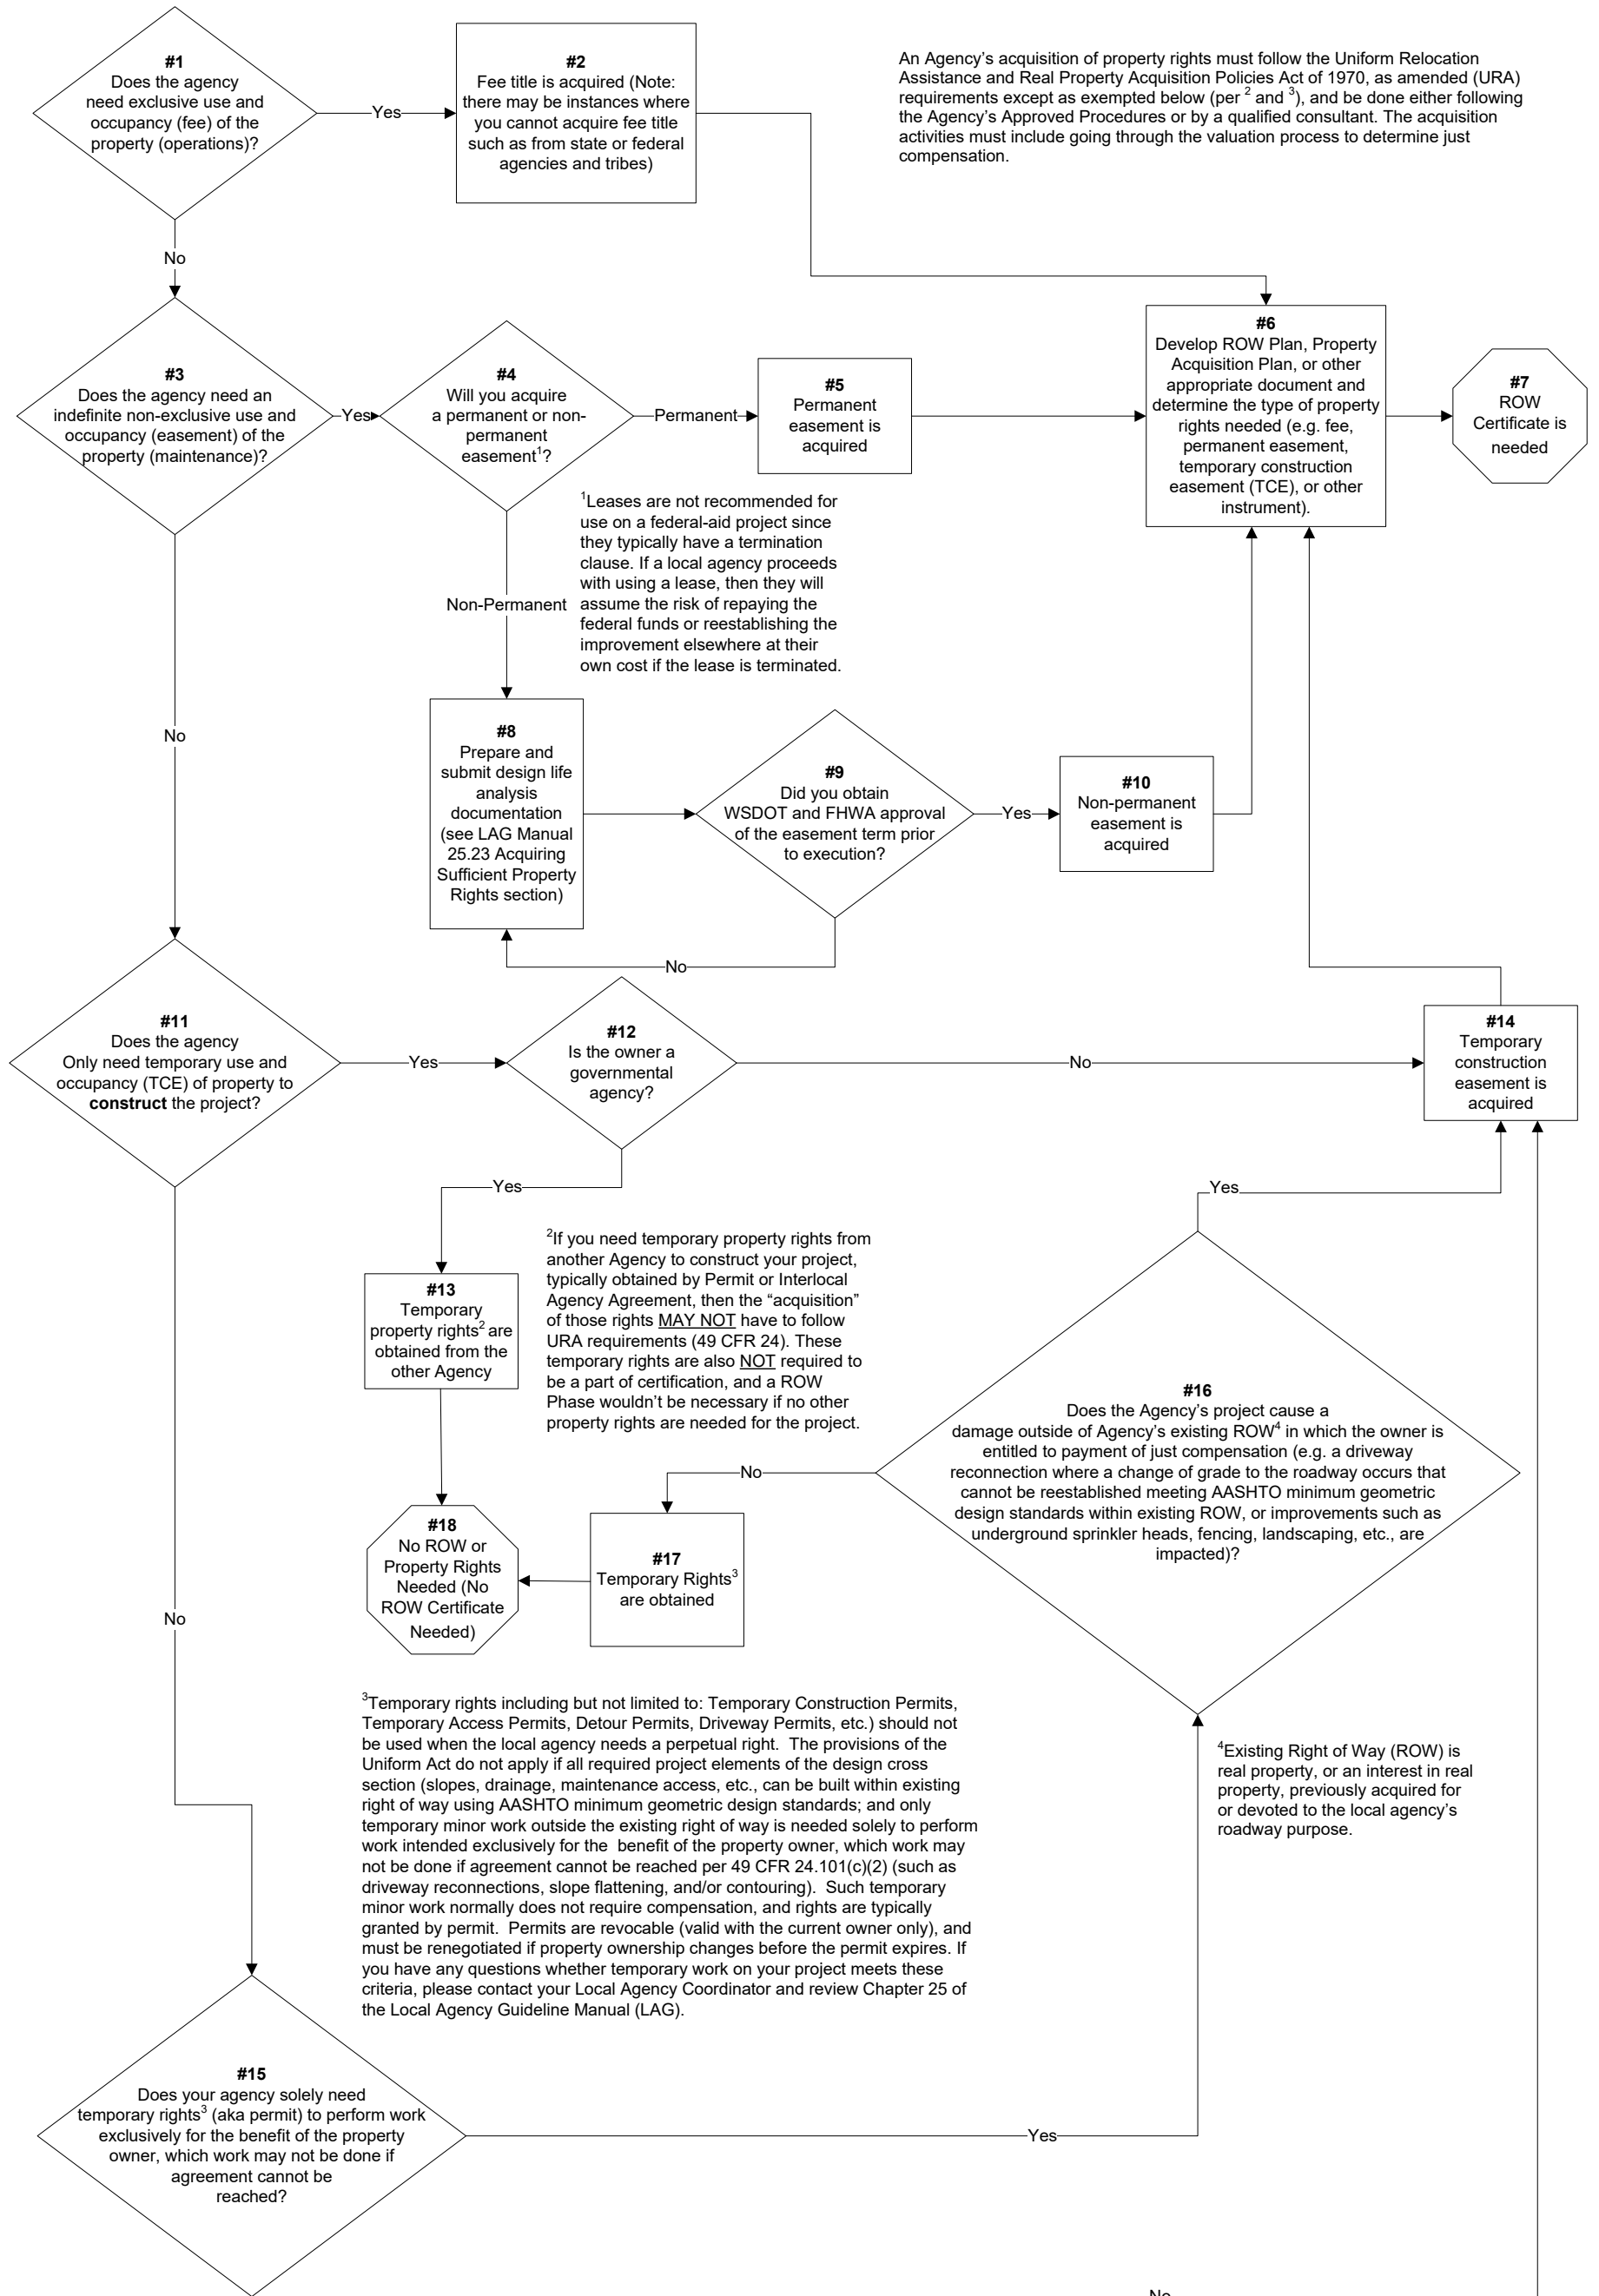 #1
Does the agency
need exclusive use and
occupancy (fee) of the
property (operations)?
Yes
#2
Fee title is acquired (Note:
there may be instances where
you cannot acquire fee title
such as from state or federal
agencies and tribes)
An Agency’s acquisition of property rights must follow the Uniform Relocation
Assistance and Real Property Acquisition Policies Act of 1970, as amended (URA)
requirements except as exempted below (per 2 and 3), and be done either following
the Agency’s Approved Procedures or by a qualified consultant. The acquisition
activities must include going through the valuation process to determine just
compensation.
No
#3
Does the agency need an
indefinite non-exclusive use and
occupancy (easement) of the
property (maintenance)?
Yes
#4
Will you acquire
a permanent or non-
permanent
easement1?
Permanent
#5
Permanent
easement is
acquired
#6
Develop ROW Plan, Property
Acquisition Plan, or other
appropriate document and
determine the type of property
rights needed (e.g. fee,
permanent easement,
temporary construction
easement (TCE), or other
instrument).
#7
ROW
Certificate is
needed
1Leases are not recommended for
use on a federal-aid project since
they typically have a termination
clause. If a local agency proceeds
with using a lease, then they will
assume the risk of repaying the
federal funds or reestablishing the
improvement elsewhere at their
own cost if the lease is terminated.
Non-Permanent
No
#8
Prepare and
submit design life
analysis
documentation
(see LAG Manual
25.23 Acquiring
Sufficient Property
Rights section)
#9
Did you obtain
WSDOT and FHWA approval
of the easement term prior
to execution?
Yes
#10
Non-permanent
easement is
acquired
No
#11
Does the agency
Only need temporary use and
occupancy (TCE) of property to
construct the project?
Yes
#12
Is the owner a
governmental
agency?
No
#14
Temporary
construction
easement is
acquired
Yes
Yes
#13
Temporary
property rights2 are
obtained from the
other Agency
2If you need temporary property rights from
another Agency to construct your project,
typically obtained by Permit or Interlocal
Agency Agreement, then the “acquisition”
of those rights MAY NOT have to follow
URA requirements (49 CFR 24). These
temporary rights are also NOT required to
be a part of certification, and a ROW
Phase wouldn’t be necessary if no other
property rights are needed for the project.
#16
Does the Agency’s project cause a
damage outside of Agency’s existing ROW4 in which the owner is
entitled to payment of just compensation (e.g. a driveway
reconnection where a change of grade to the roadway occurs that
cannot be reestablished meeting AASHTO minimum geometric
design standards within existing ROW, or improvements such as
underground sprinkler heads, fencing, landscaping, etc., are
impacted)?
No
#18
No ROW or
Property Rights
Needed (No
ROW Certificate
Needed)
#17
Temporary Rights3
are obtained
No
3Temporary rights including but not limited to: Temporary Construction Permits,
Temporary Access Permits, Detour Permits, Driveway Permits, etc.) should not
be used when the local agency needs a perpetual right.  The provisions of the
Uniform Act do not apply if all required project elements of the design cross
section (slopes, drainage, maintenance access, etc., can be built within existing
right of way using AASHTO minimum geometric design standards; and only
temporary minor work outside the existing right of way is needed solely to perform
work intended exclusively for the  benefit of the property owner, which work may
not be done if agreement cannot be reached per 49 CFR 24.101(c)(2) (such as
driveway reconnections, slope flattening, and/or contouring).  Such temporary
minor work normally does not require compensation, and rights are typically
granted by permit.  Permits are revocable (valid with the current owner only), and
must be renegotiated if property ownership changes before the permit expires. If
you have any questions whether temporary work on your project meets these
criteria, please contact your Local Agency Coordinator and review Chapter 25 of
the Local Agency Guideline Manual (LAG).
4Existing Right of Way (ROW) is
real property, or an interest in real
property, previously acquired for
or devoted to the local agency’s
roadway purpose.
#15
Does your agency solely need
temporary rights3 (aka permit) to perform work
exclusively for the benefit of the property
owner, which work may not be done if
agreement cannot be
reached?
Yes
No